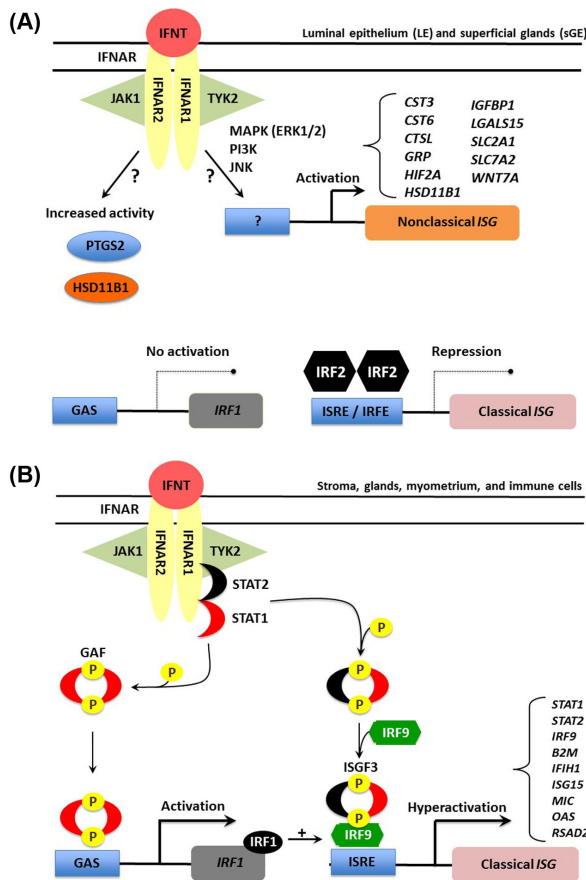 (A)
IFNT
Luminal epithelium (LE) and superficial glands (sGE)
IFNAR
JAK1
IFNAR2
IFNAR1
TYK2
MAPK (ERK1/2)
PI3K
JNK
CST3
CST6
CTSL
GRP
HIF2A
HSD11B1
IGFBP1
LGALS15
SLC2A1
SLC7A2
WNT7A
?
?
Increased activity
PTGS2
HSD11B1
Activation
?
Nonclassical ISG
No activation
GAS
IRF1
IRF2
IRF2
Repression
ISRE / IRFE
Classical ISG
(B)
IFNT
Stroma, glands, myometrium, and immune cells
IFNAR
JAK1
IFNAR2
IFNAR1
TYK2
STAT2
STAT1
P
P
GAF
P
P
P
P
IRF9
ISGF3
STAT1
STAT2
IRF9
B2M
IFIH1
ISG15
MIC
OAS
RSAD2
P
P
Activation
P
P
Hyperactivation
GAS
IRF1
IRF1
+
IRF9
ISRE
Classical ISG